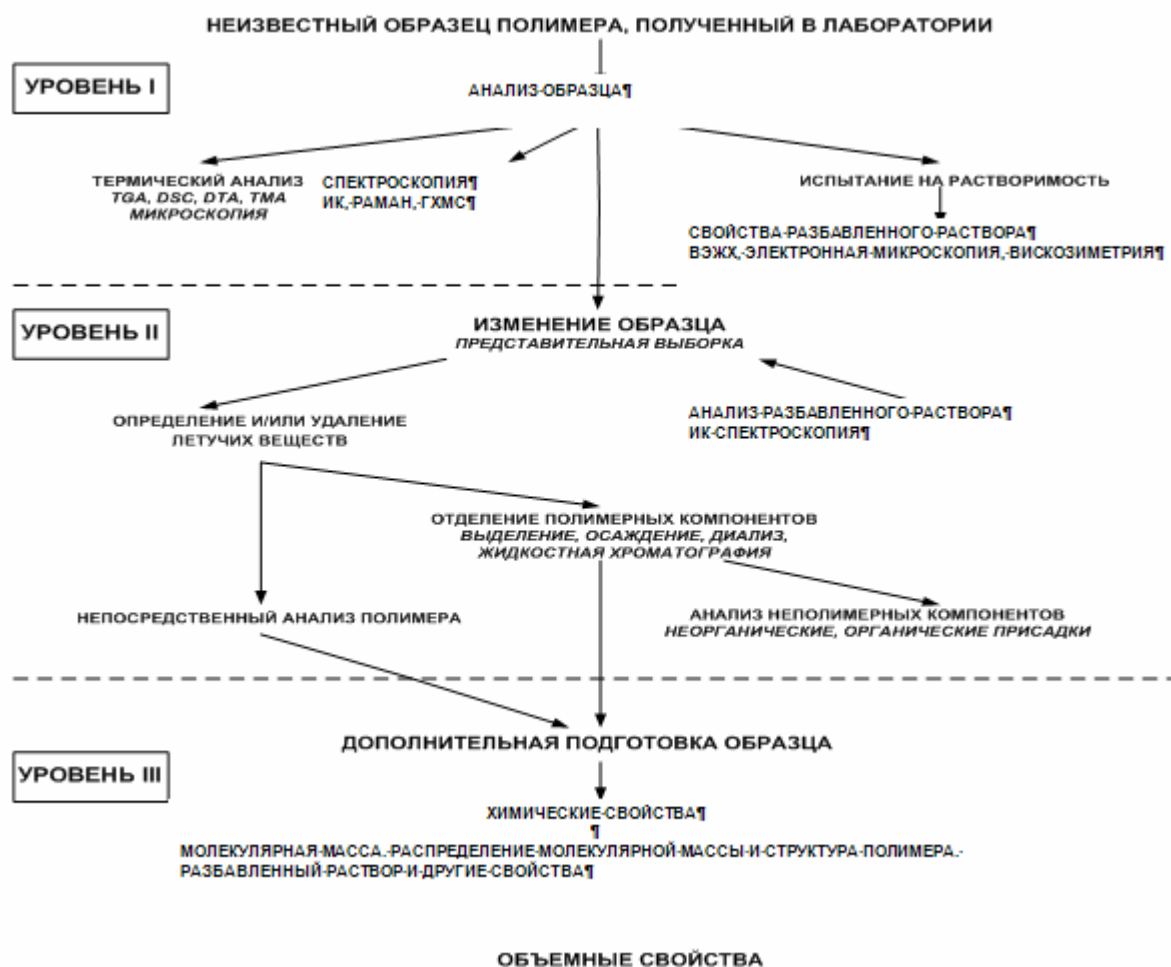 НЕИЗВЕСТНЫЙ ОБРАЗЕЦ ПОЛИМЕРА, ПОЛУЧЕННЫЙ В ЛАБОРАТОРИИ
УРОВЕНЬ I
АНАЛИЗ·ОБРАЗЦА¶
ТЕРМИЧЕСКИЙ АНАЛИЗ
TGA, DSC, DTA, TMA
МИКРОСКОПИЯ
СПЕКТРОСКОПИЯ¶
ИК,·РАМАН,·ГХМС¶
ИСПЫТАНИЕ НА РАСТВОРИМОСТЬ
СВОЙСТВА·РАЗБАВЛЕННОГО·РАСТВОРА¶
ВЭЖХ,·ЭЛЕКТРОННАЯ·МИКРОСКОПИЯ,·ВИСКОЗИМЕТРИЯ¶
УРОВЕНЬ II
ИЗМЕНЕНИЕ ОБРАЗЦА
ПРЕДСТАВИТЕЛЬНАЯ ВЫБОРКА
ОПРЕДЕЛЕНИЕ И/ИЛИ УДАЛЕНИЕ
ЛЕТУЧИХ ВЕЩЕСТВ
АНАЛИЗ·РАЗБАВЛЕННОГО·РАСТВОРА¶
ИК·СПЕКТРОСКОПИЯ¶
ОТДЕЛЕНИЕ ПОЛИМЕРНЫХ КОМПОНЕНТОВ
ВЫДЕЛЕНИЕ, ОСАЖДЕНИЕ, ДИАЛИЗ,
ЖИДКОСТНАЯ ХРОМАТОГРАФИЯ
НЕПОСРЕДСТВЕННЫЙ АНАЛИЗ ПОЛИМЕРА
АНАЛИЗ НЕПОЛИМЕРНЫХ КОМПОНЕНТОВ
НЕОРГАНИЧЕСКИЕ, ОРГАНИЧЕСКИЕ ПРИСАДКИ
ДОПОЛНИТЕЛЬНАЯ ПОДГОТОВКА ОБРАЗЦА
УРОВЕНЬ III
ХИМИЧЕСКИЕ·СВОЙСТВА¶
¶
МОЛЕКУЛЯРНАЯ·МАССА.·РАСПРЕДЕЛЕНИЕ·МОЛЕКУЛЯРНОЙ·МАССЫ·И·СТРУКТУРА·ПОЛИМЕРА.·
РАЗБАВЛЕННЫЙ·РАСТВОР·И·ДРУГИЕ·СВОЙСТВА¶
ОБЪЕМНЫЕ СВОЙСТВА